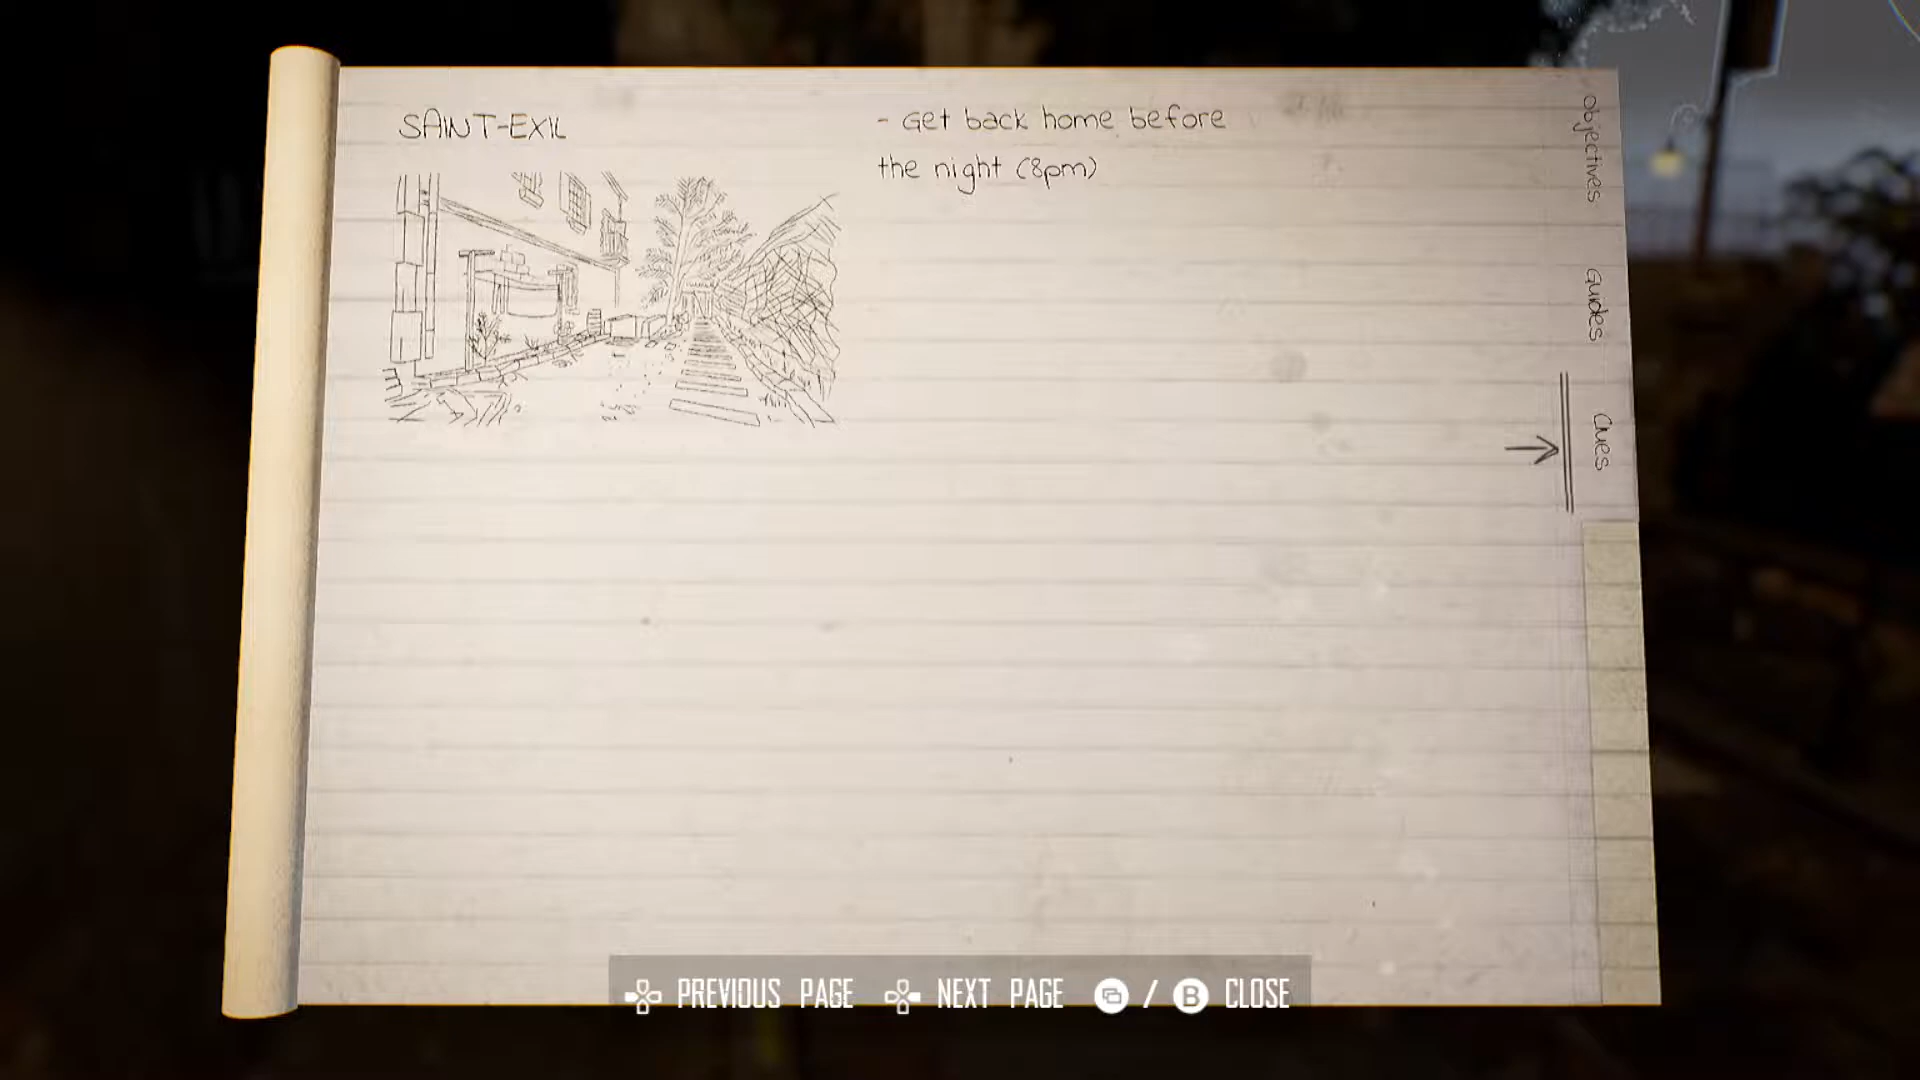 SAINT-EXIL
- Get back home before
the night (8pm)
Objectives
Guides
Clues
PREVIOUS PAGE NEXT PAGE / B CLOSE